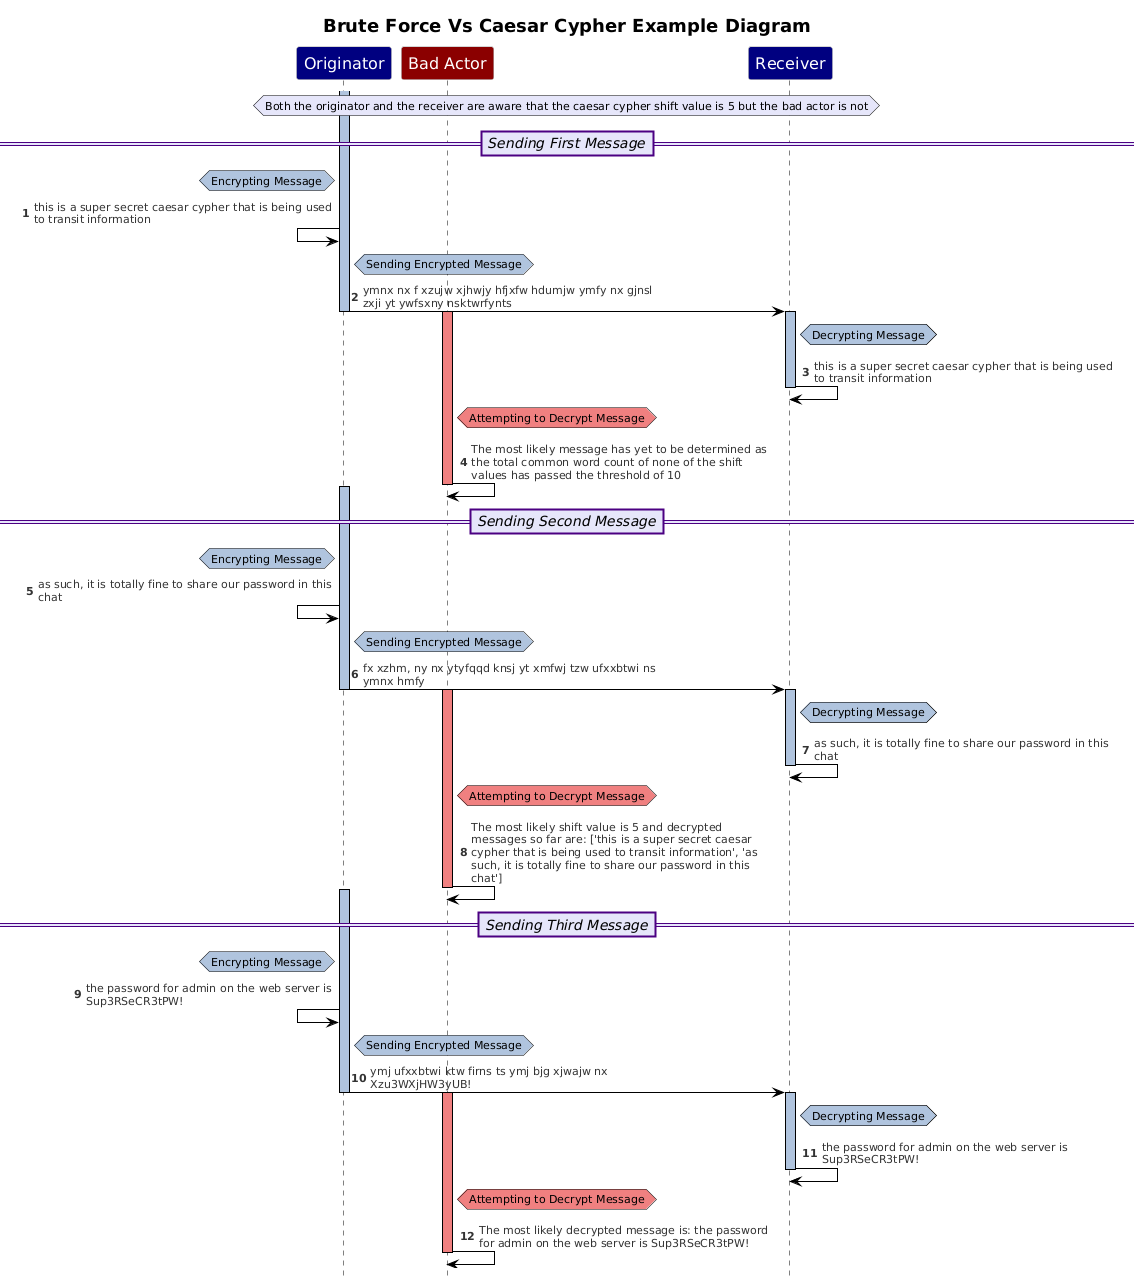 Brute Force Vs Caesar Cypher Example Diagram
Originator
Bad Actor
Receiver
Both the originator and the receiver are aware that the caesar cypher shift value is 5 but the bad actor is not
Sending First Message
Encrypting Message
1 this is a super secret caesar cypher that is being used
to transit information
Sending Encrypted Message
2 ymnx nx f xzujw xjhwjy hfjxfw hdumjw ymfy nx gjnsl
zxji yt ywfsxny nsktwrfynts
Decrypting Message
3 this is a super secret caesar cypher that is being used
to transit information
Attempting to Decrypt Message
The most likely message has yet to be determined as
4 the total common word count of none of the shift
values has passed the threshold of 10
Sending Second Message
Encrypting Message
5 as such, it is totally fine to share our password in this
chat
Sending Encrypted Message
6 fx xzhm, ny nx ytyfqqd knsj yt xmfwj tzw ufxxbtwi ns
ymnx hmfy
Decrypting Message
7 as such, it is totally fine to share our password in this
chat
Attempting to Decrypt Message
The most likely shift value is 5 and decrypted
messages so far are: ['this is a super secret caesar
8 cypher that is being used to transit information', 'as
such, it is totally fine to share our password in this
chat']
Sending Third Message
Encrypting Message
9 the password for admin on the web server is
Sup3RSeCR3tPW!
Sending Encrypted Message
10 ymj ufxxbtwi ktw firns ts ymj bjg xjwajw nx
Xzu3WXjHW3yUB!
Decrypting Message
11 the password for admin on the web server is
Sup3RSeCR3tPW!
Attempting to Decrypt Message
12 The most likely decrypted message is: the password
for admin on the web server is Sup3RSeCR3tPW!